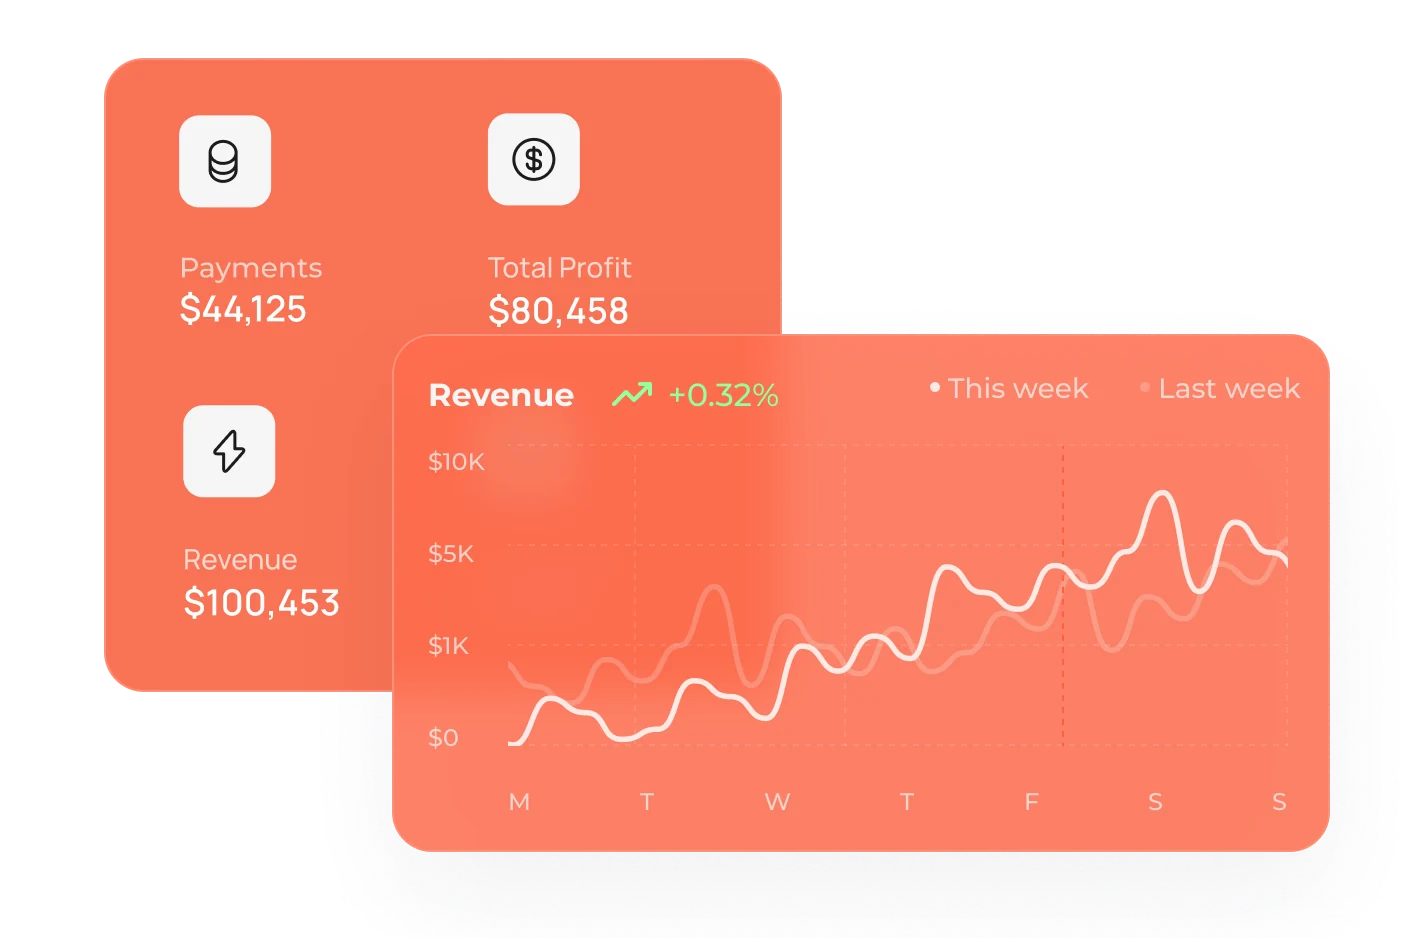 Payments
$44,125
Total Profit
$80,458
Revenue
$100,453
Revenue +0.32%
This week
Last week
$10K
$5K
$1K
$0
M T W T F S S